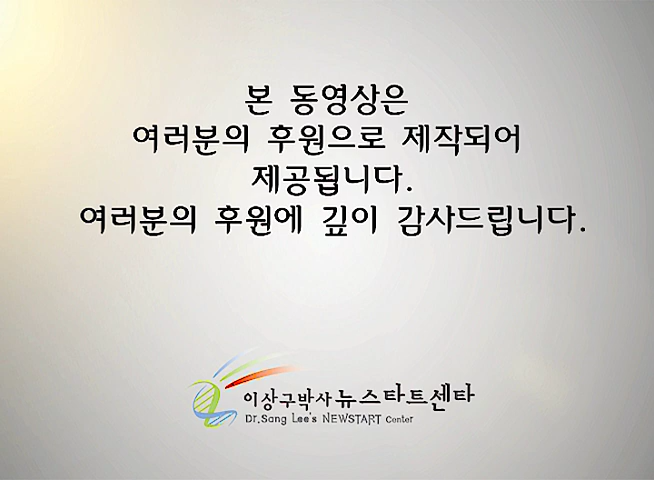 본 동영상은
여러분의 후원으로 제작되어
제공됩니다.
여러분의 후원에 깊이 감사드립니다.
이상구박사 뉴스타트센타
Dr.Sang Lee's NEWSTART Center